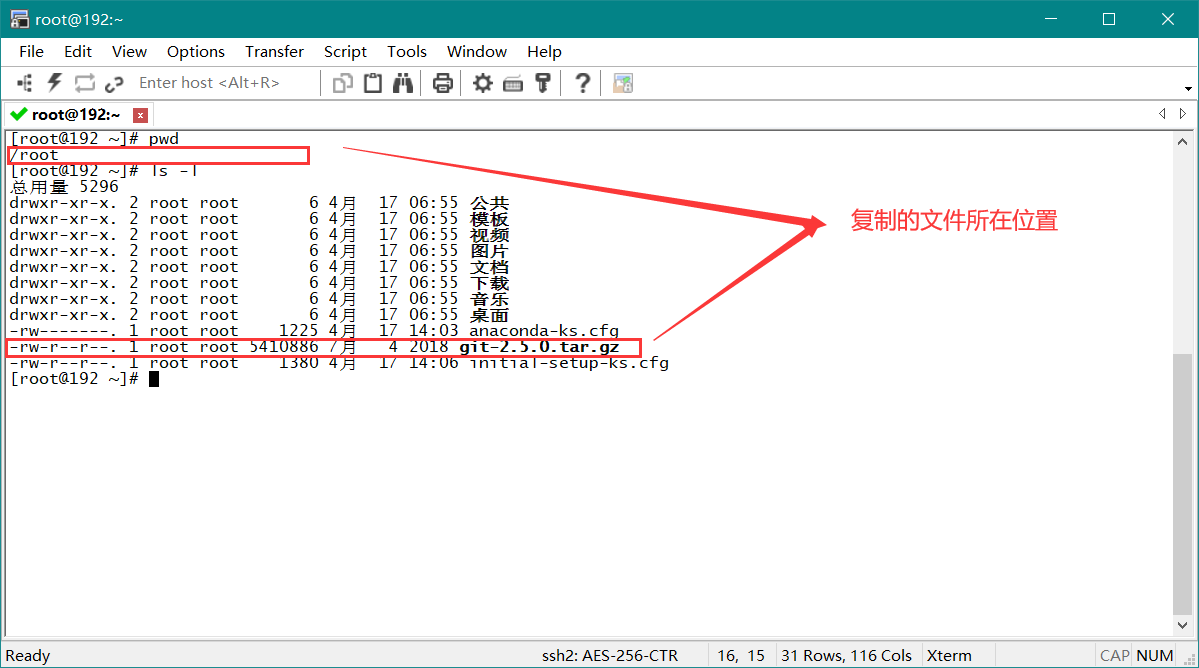 root@192:~
File Edit View Options Transfer Script Tools Window Help
Enter host <Alt+R>
root@192:~
[root@192 ~]# pwd
/root
[root@192 ~]# ls -l
总用量 5296
drwxr-xr-x. 2 root root 6 4月 17 06:55 公共
drwxr-xr-x. 2 root root 6 4月 17 06:55 模板
drwxr-xr-x. 2 root root 6 4月 17 06:55 视频
drwxr-xr-x. 2 root root 6 4月 17 06:55 图片
drwxr-xr-x. 2 root root 6 4月 17 06:55 文档
drwxr-xr-x. 2 root root 6 4月 17 06:55 下载
drwxr-xr-x. 2 root root 6 4月 17 06:55 音乐
drwxr-xr-x. 2 root root 6 4月 17 06:55 桌面
-rw-------. 1 root root 1225 4月 17 14:03 anaconda-ks.cfg
-rw-r--r--. 1 root root 5410886 7月 4 2018 git-2.5.0.tar.gz
-rw-r--r--. 1 root root 1380 4月 17 14:06 initial-setup-ks.cfg
[root@192 ~]#
复制的文件所在位置
Ready ssh2: AES-256-CTR 16, 15 31 Rows, 116 Cols Xterm CAP NUM